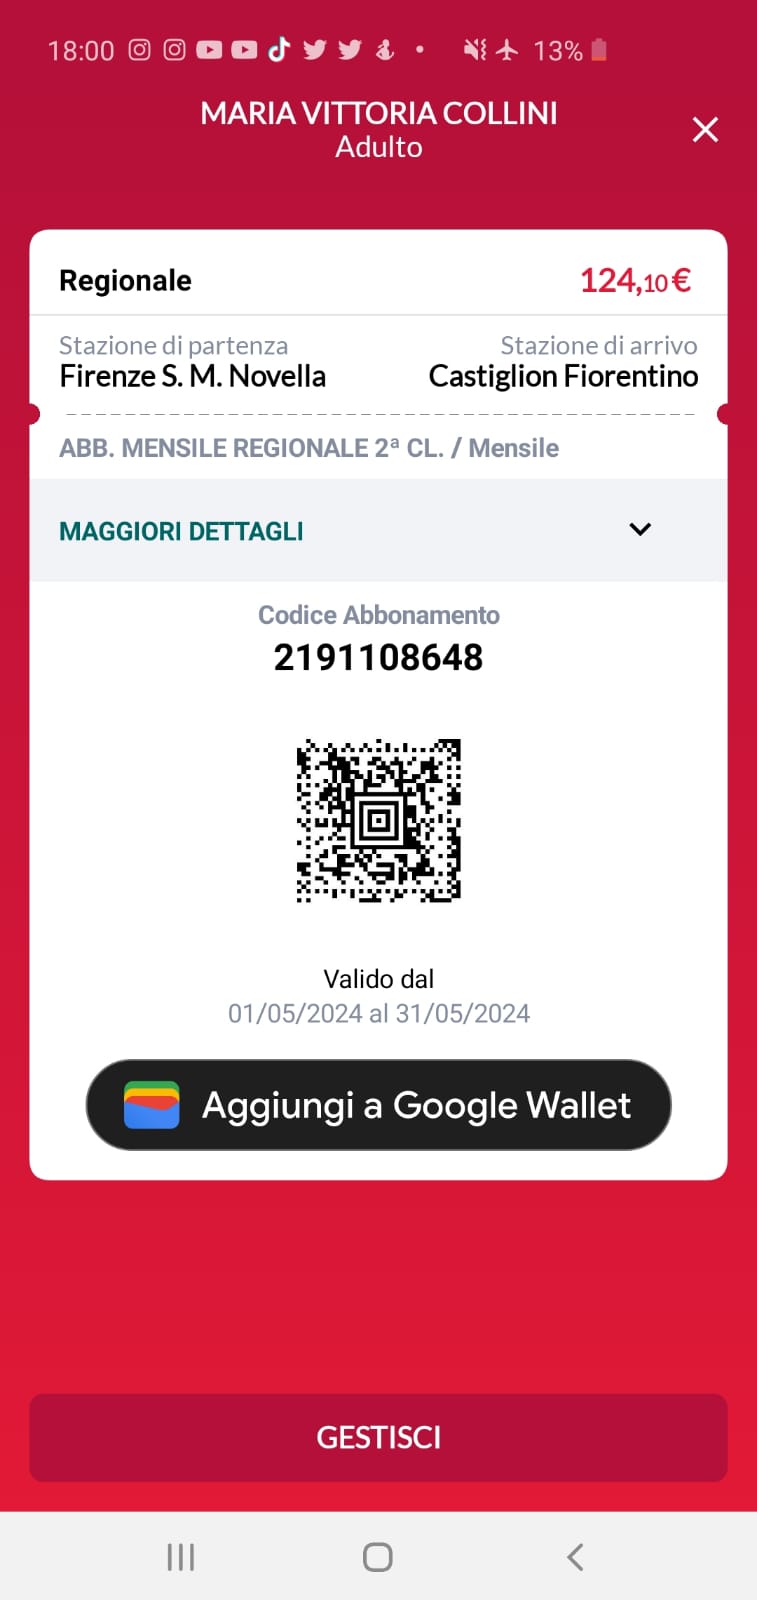 18:00 13%
MARIA VITTORIA COLLINI
Adulto
Regionale 124,10€
Stazione di partenza Stazione di arrivo
Firenze S. M. Novella Castiglion Fiorentino
ABB. MENSILE REGIONALE 2ª CL. / Mensile
MAGGIORI DETTAGLI
Codice Abbonamento
2191108648
Valido dal
01/05/2024 al 31/05/2024
Aggiungi a Google Wallet
GESTISCI